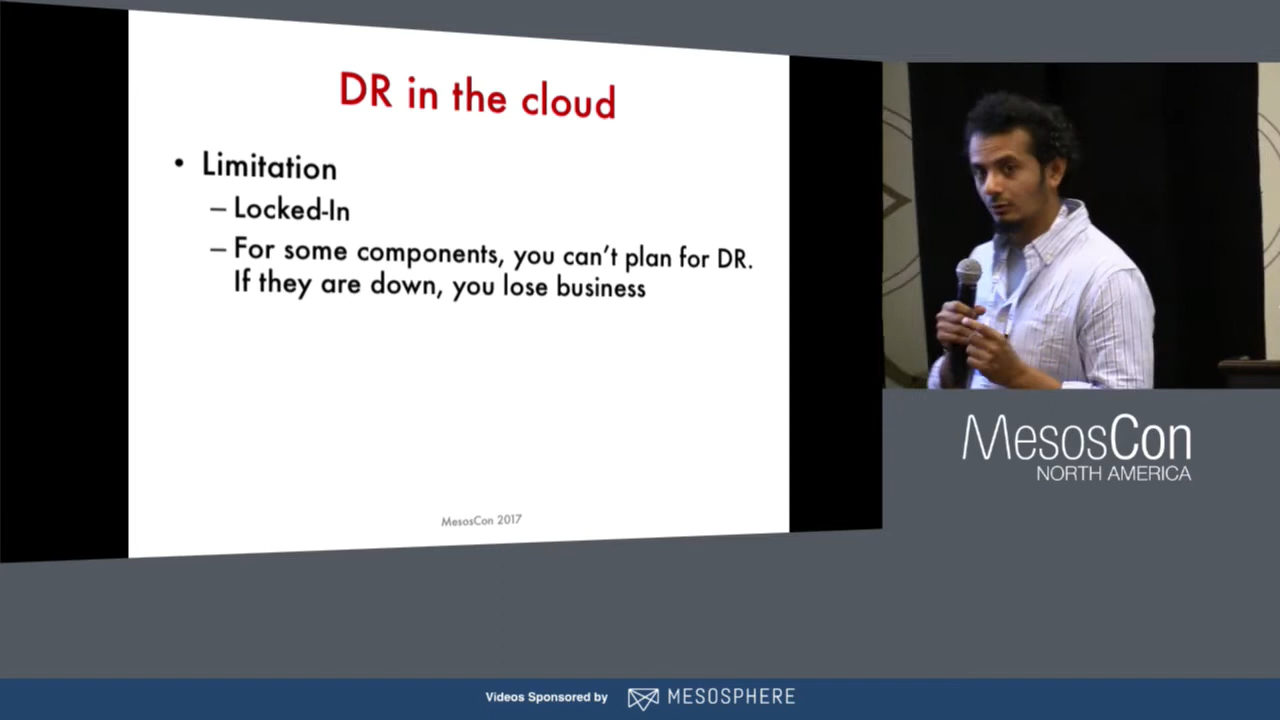 DR in the cloud
• Limitation
– Locked-In
– For some components, you can't plan for DR.
If they are down, you lose business
MesosCon 2017
MesosCon
NORTH AMERICA
Videos Sponsored by MESOSPHERE